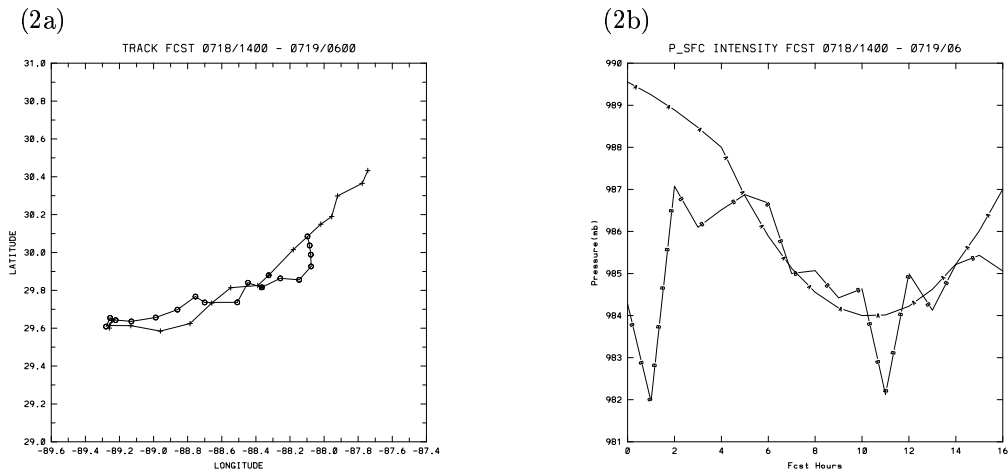 (2a)
TRACK FCST 0718/1400 - 0719/0600
31.0
30.8
30.6
30.4
30.2
30.0
29.8
29.6
29.4
29.2
29.0
LATITUDE
-89.6 -89.4 -89.2 -89.0 -88.8 -88.6 -88.4 -88.2 -88.0 -87.8 -87.6 -87.4
LONGITUDE
(2b)
P_SFC INTENSITY FCST 0718/1400 - 0719/06
990
989
988
987
986
985
984
983
982
981
Pressure(mb)
0 2 4 6 8 10 12 14 16
Fcst Hours